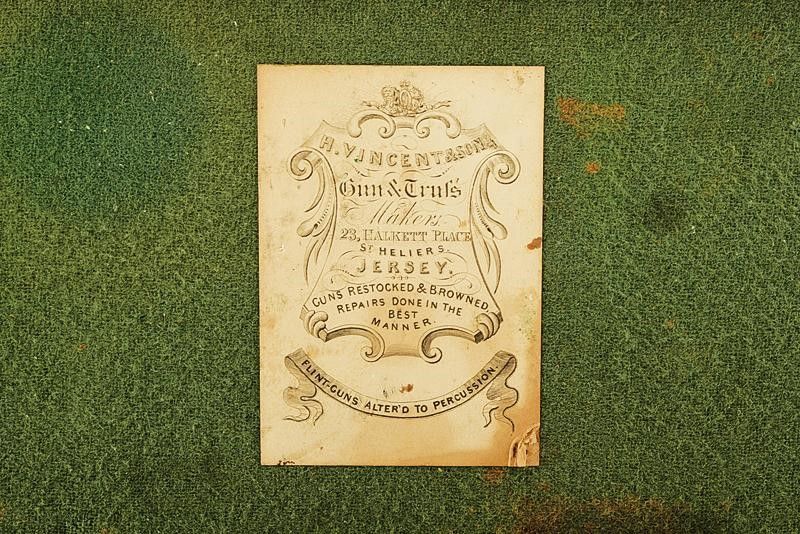 H. VINCENT & SON,
Gun & Truſs
Makers,
23, HALKETT PLACE
ST HELIERS.
JERSEY.
GUNS RESTOCKED & BROWNED,
REPAIRS DONE IN THE
BEST
MANNER.
FLINT-GUNS ALTER'D TO PERCUSSION.